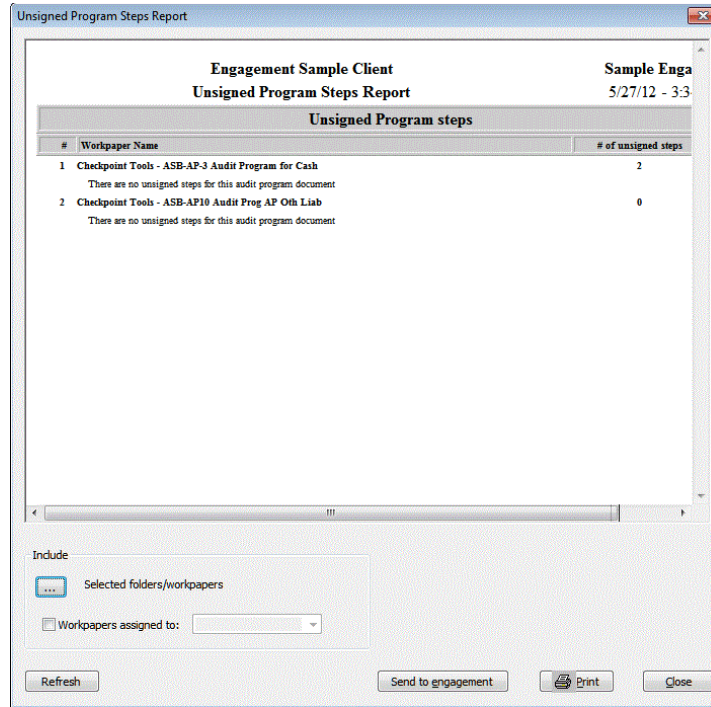 Unsigned Program Steps Report
Engagement Sample Client Sample Enga
Unsigned Program Steps Report 5/27/12 - 3:3
Unsigned Program steps
# Workpaper Name # of unsigned steps
1 Checkpoint Tools - ASB-AP-3 Audit Program for Cash 2
There are no unsigned steps for this audit program document
2 Checkpoint Tools - ASB-AP10 Audit Prog AP Oth Liab 0
There are no unsigned steps for this audit program document
Include
... Selected folders/workpapers
Workpapers assigned to:
Refresh Send to engagement Print Close